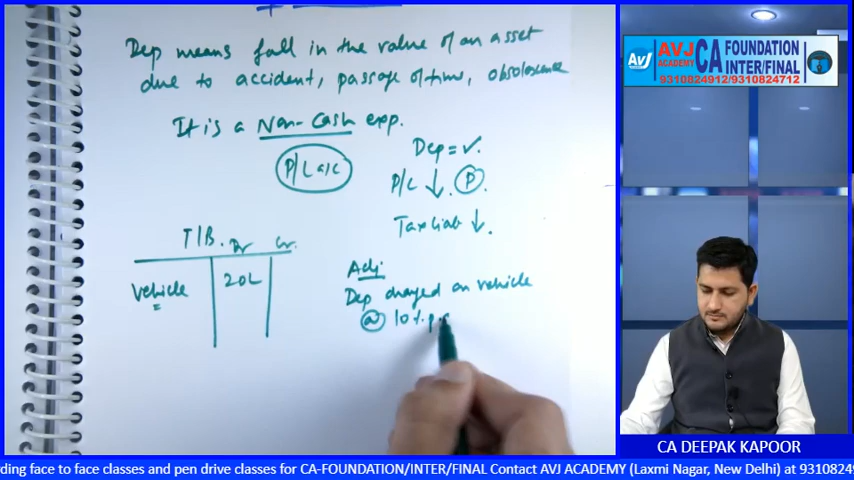 Dep means fall in the value of an asset
due to accident, passage of time, obsolescence
It is a Non-Cash exp.
P/L a/c
Dep = ✓.
P/L ↓ P.
Tax liab ↓.
T/B. Dr Cr.
Vehicle 20L
Adj
Dep charged on vehicle
@ 10% p.a
AVJ
AVJ
ACADEMY
CA
FOUNDATION
INTER/FINAL
9310824912/9310824712
CA DEEPAK KAPOOR
rding face to face classes and pen drive classes for CA-FOUNDATION/INTER/FINAL Contact AVJ ACADEMY (Laxmi Nagar, New Delhi) at 93108249